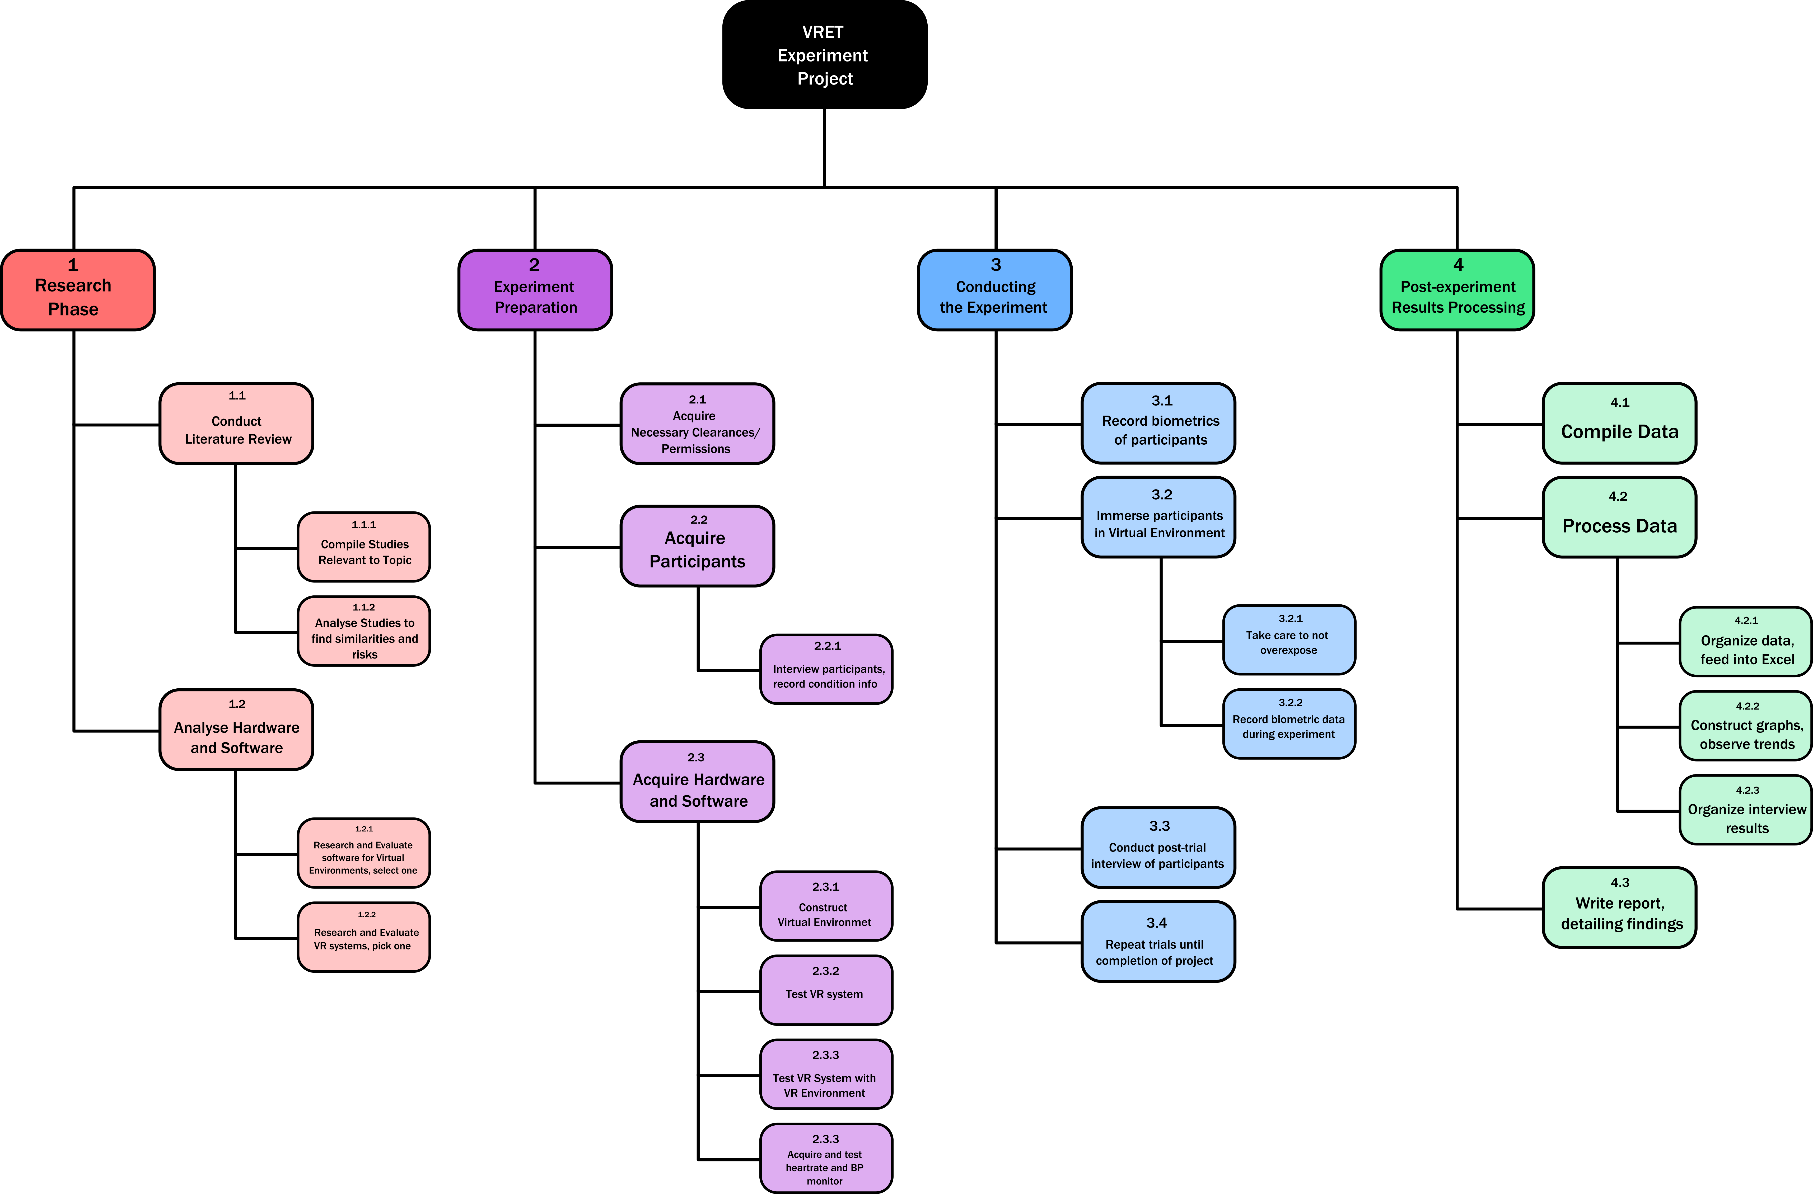 VRET
Experiment
Project
1
Research
Phase
1.1
Conduct
Literature Review
1.1.1
Compile Studies
Relevant to Topic
1.1.2
Analyse Studies to
find similarities and
risks
1.2
Analyse Hardware
and Software
1.2.1
Research and Evaluate
software for Virtual
Environments, select one
1.2.2
Research and Evaluate
VR systems, pick one
2
Experiment
Preparation
2.1
Acquire
Necessary Clearances/
Permissions
2.2
Acquire
Participants
2.2.1
Interview participants,
record condition info
2.3
Acquire Hardware
and Software
2.3.1
Construct
Virtual Environmet
2.3.2
Test VR system
2.3.3
Test VR System with
VR Environment
2.3.3
Acquire and test
heartrate and BP
monitor
3
Conducting
the Experiment
3.1
Record biometrics
of participants
3.2
Immerse participants
in Virtual Environment
3.2.1
Take care to not
overexpose
3.2.2
Record biometric data
during experiment
3.3
Conduct post-trial
interview of participants
3.4
Repeat trials until
completion of project
4
Post-experiment
Results Processing
4.1
Compile Data
4.2
Process Data
4.2.1
Organize data,
feed into Excel
4.2.2
Construct graphs,
observe trends
4.2.3
Organize interview
results
4.3
Write report,
detailing findings